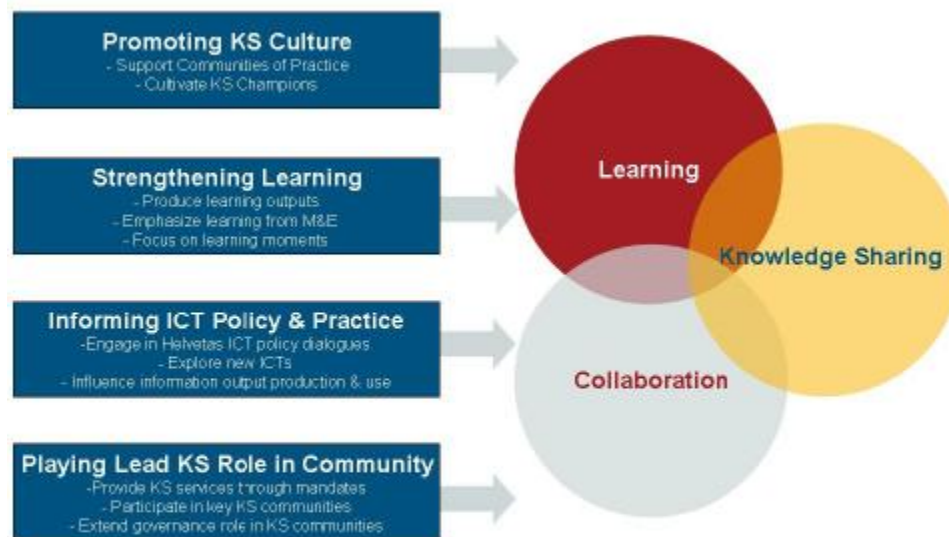 Promoting KS Culture
- Support Communities of Practice
- Cultivate KS Champions
Strengthening Learning
- Produce learning outputs
- Emphasize learning from M&E
- Focus on learning moments
Informing ICT Policy & Practice
-Engage in Helvetas ICT policy dialogues
- Explore new ICTs
- Influence information output production & use
Playing Lead KS Role in Community
-Provide KS services through mandates
- Participate in key KS communities
- Extend governance role in KS communities
Learning
Knowledge Sharing
Collaboration